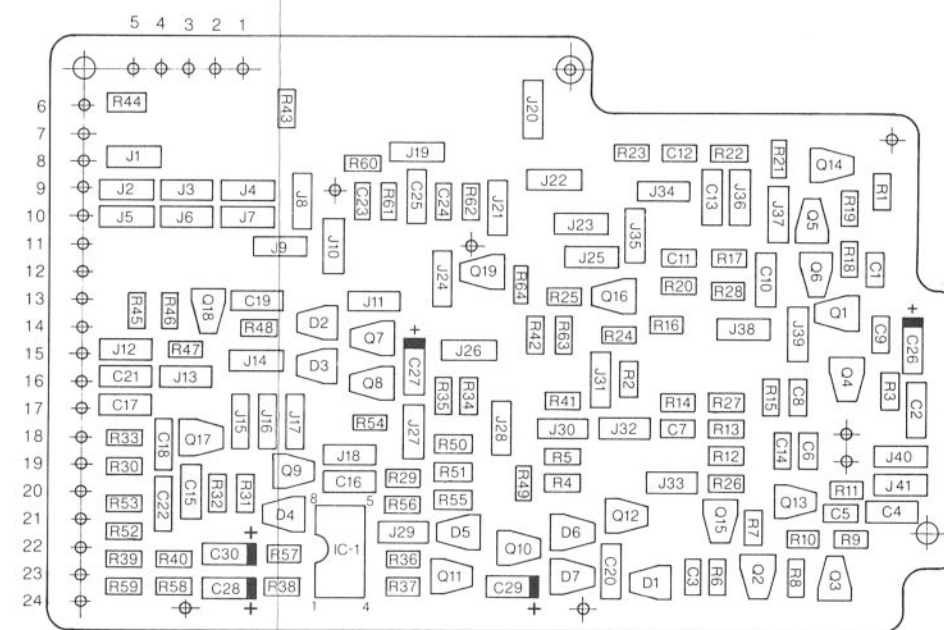 5 4 3 2 1
6 R44 R43 J20
7
8 J1 R60 J19 R23 C12 R22 R21 Q14
9 J2 J3 J4 J8 C23 R61 C25 C24 R62 J21 J22 J34 C13 J36 J37 Q5 R19 R1
10 J5 J6 J7 J10 J23 J35
11 J9 J25 C11 R17 R18
12 J24 Q19 R64 R20 R28 C10 Q6 C1
13 R45 R46 Q18 C19 J11 R25 Q16 Q1 +
14 R48 D2 Q7 + R42 R63 R24 R16 J38 J39 C9 C26
15 J12 R47 J14 D3 C27 J26
16 C21 J13 Q8 R35 R34 J31 R2 Q4 R3
17 C17 J15 J16 J17 R54 J27 J28 R41 R14 R27 R15 C8 C2
18 R33 C18 Q17 R50 J30 J32 C7 R13 C14 C6
19 R30 Q9 J18 R29 R51 R5 R12 J40
20 C15 R32 R31 C16 R49 R4 J33 R26 R11 J41
R53 C22 8 5 R56 R55 Q13
21 D4 Q12 Q15 C5 C4
R52 + J29 D5 D6 R7
22 C30 R57 IC-1 Q10 R10 R9
R39 R40 R36 C20
23 Q11 D7 D1 C3 R6 Q2 R8 Q3
R59 R58 C28 R38 R37 C29
24 + 1 4 +